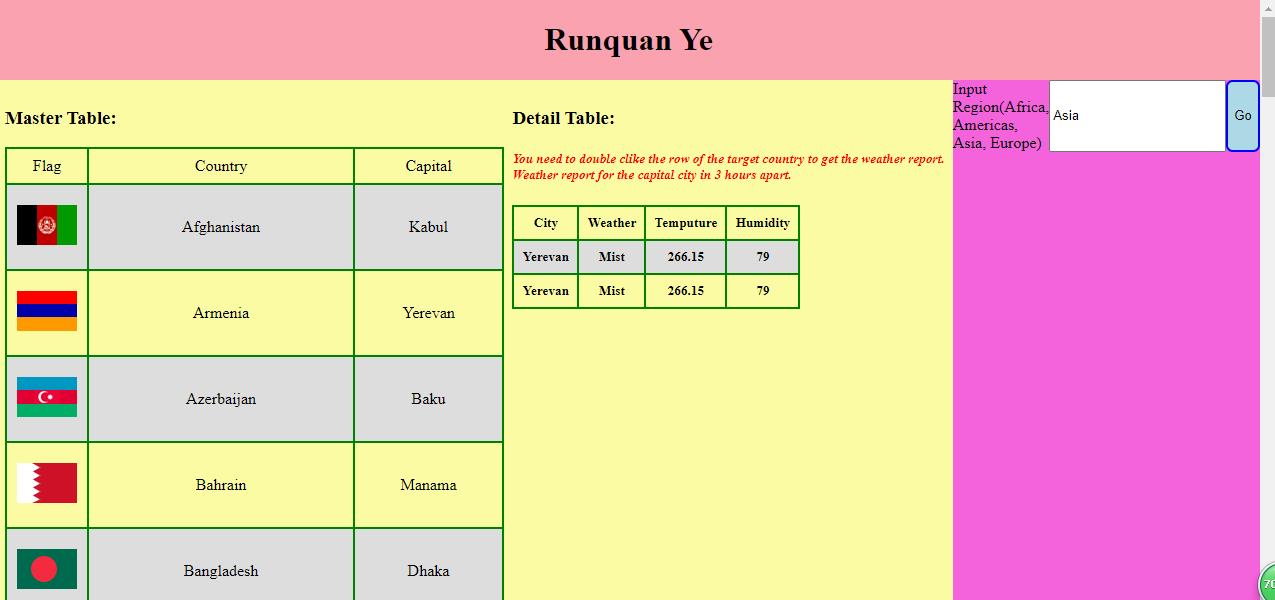 Runquan Ye
Master Table:
Flag Country Capital
Afghanistan Kabul
Armenia Yerevan
Azerbaijan Baku
Bahrain Manama
Bangladesh Dhaka
Detail Table:
You need to double clike the row of the target country to get the weather report.
Weather report for the capital city in 3 hours apart.
City Weather Temputure Humidity
Yerevan Mist 266.15 79
Yerevan Mist 266.15 79
Input
Region(Africa,
Americas,
Asia, Europe)
Asia
Go